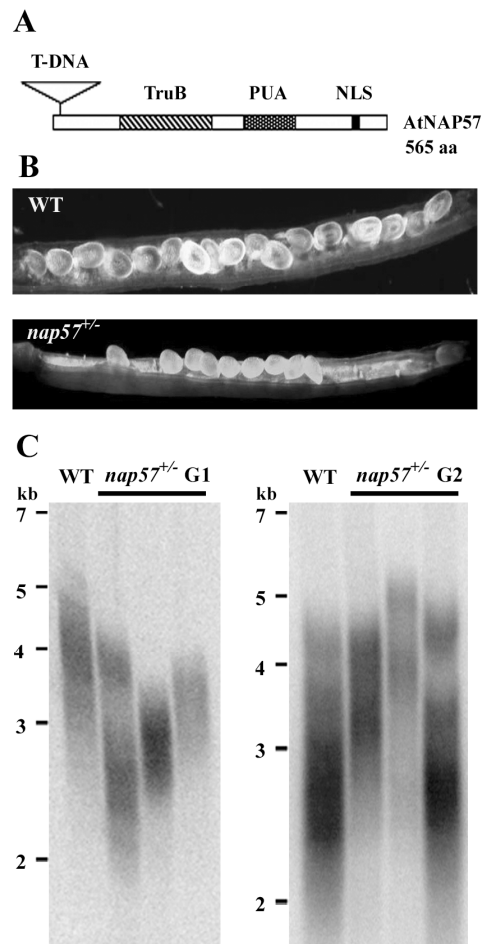 A
T-DNA
TruB PUA NLS
AtNAP57
565 aa
B
WT
nap57+/-
C
WT nap57+/- G1
kb
7
5
4
3
2
WT nap57+/- G2
kb
7
5
4
3
2